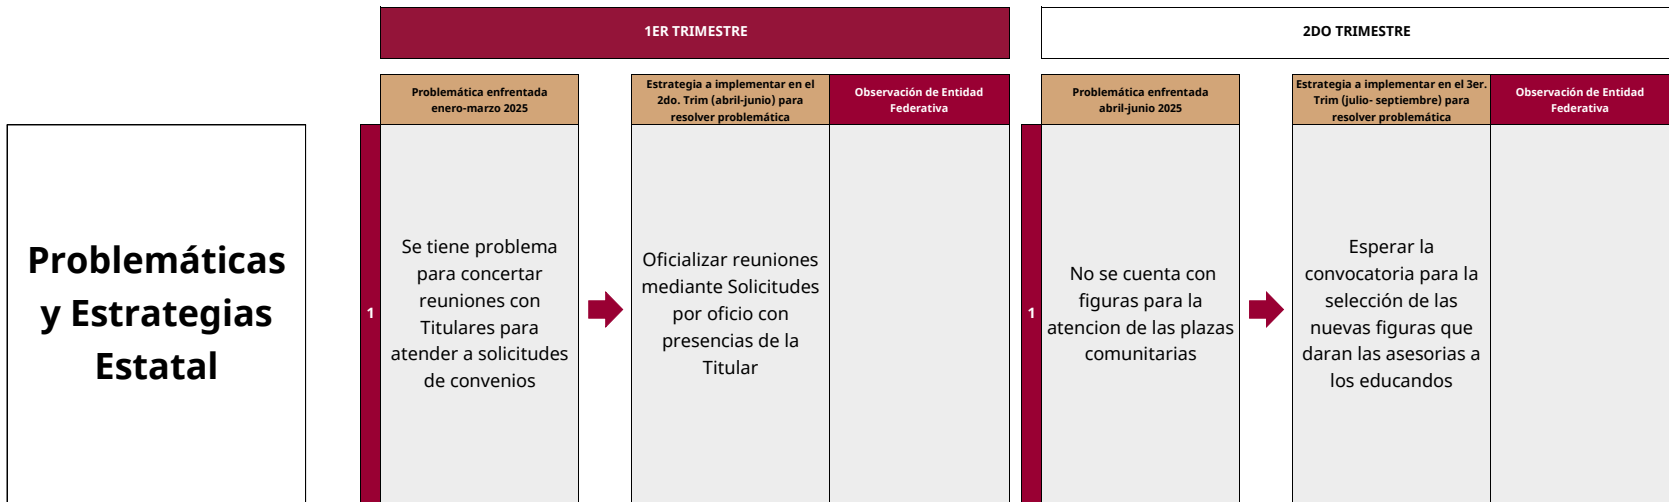 1ER TRIMESTRE
2DO TRIMESTRE
Problemática enfrentada
enero-marzo 2025
Estrategia a implementar en el
2do. Trim (abril-junio) para
resolver problemática
Observación de Entidad
Federativa
Problemática enfrentada
abril-junio 2025
Estrategia a implementar en el 3er.
Trim (julio- septiembre) para
resolver problemática
Observación de Entidad
Federativa
Problemáticas
y Estrategias
Estatal
1
Se tiene problema
para concertar
reuniones con
Titulares para
atender a solicitudes
de convenios
Oficializar reuniones
mediante Solicitudes
por oficio con
presencias de la
Titular
1
No se cuenta con
figuras para la
atencion de las plazas
comunitarias
Esperar la
convocatoria para la
selección de las
nuevas figuras que
daran las asesorias a
los educandos